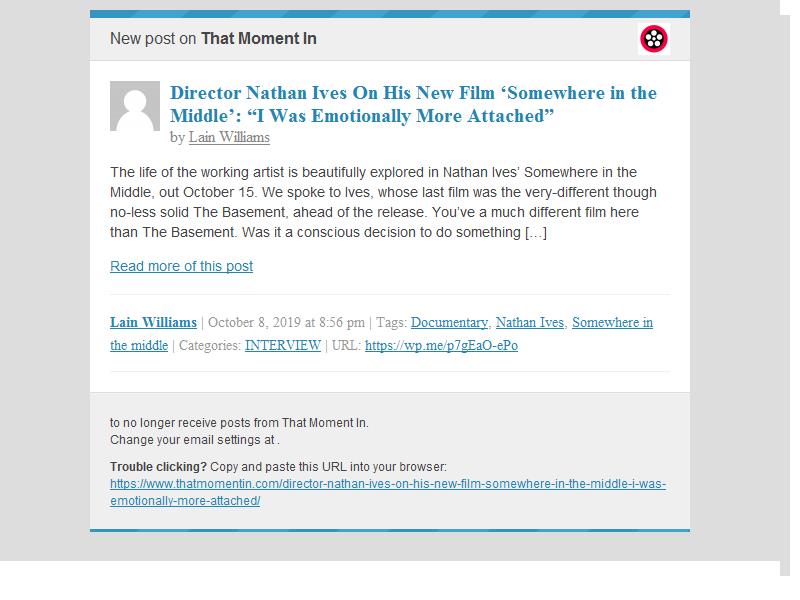 New post on That Moment In
Director Nathan Ives On His New Film ‘Somewhere in the
Middle’: “I Was Emotionally More Attached”
by Lain Williams
The life of the working artist is beautifully explored in Nathan Ives’ Somewhere in the
Middle, out October 15. We spoke to Ives, whose last film was the very-different though
no-less solid The Basement, ahead of the release. You’ve a much different film here
than The Basement. Was it a conscious decision to do something […]
Read more of this post
Lain Williams | October 8, 2019 at 8:56 pm | Tags: Documentary, Nathan Ives, Somewhere in
the middle | Categories: INTERVIEW | URL: https://wp.me/p7gEaO-ePo
to no longer receive posts from That Moment In.
Change your email settings at .
Trouble clicking? Copy and paste this URL into your browser:
https://www.thatmomentin.com/director-nathan-ives-on-his-new-film-somewhere-in-the-middle-i-was-
emotionally-more-attached/